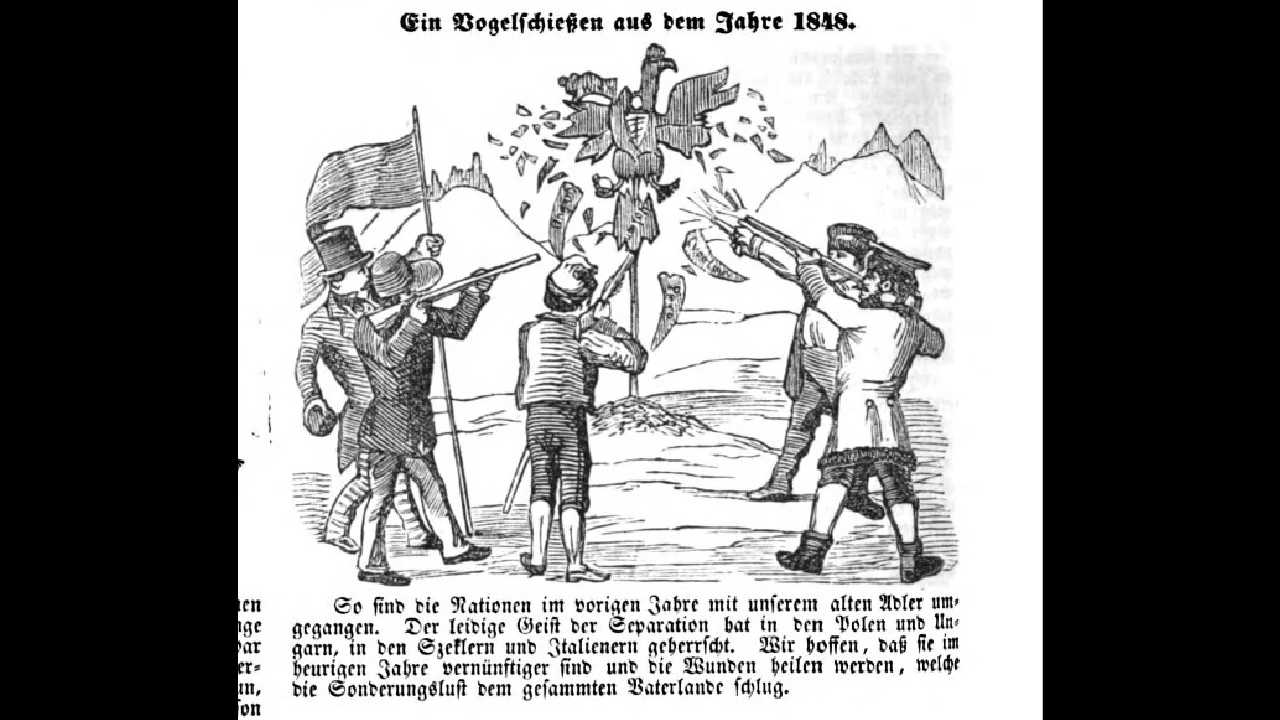 Ein Vogelschießen aus dem Jahre 1848.
So sind die Nationen im vorigen Jahre mit unserem alten Adler um-
gegangen. Der leidige Geist der Separation hat in den Polen und Un-
garn, in den Szeklern und Italienern geherrscht. Wir hoffen, daß sie im
heurigen Jahre vernünftiger sind und die Wunden heilen werden, welche
die Sonderungslust dem gesammten Vaterlande schlug.